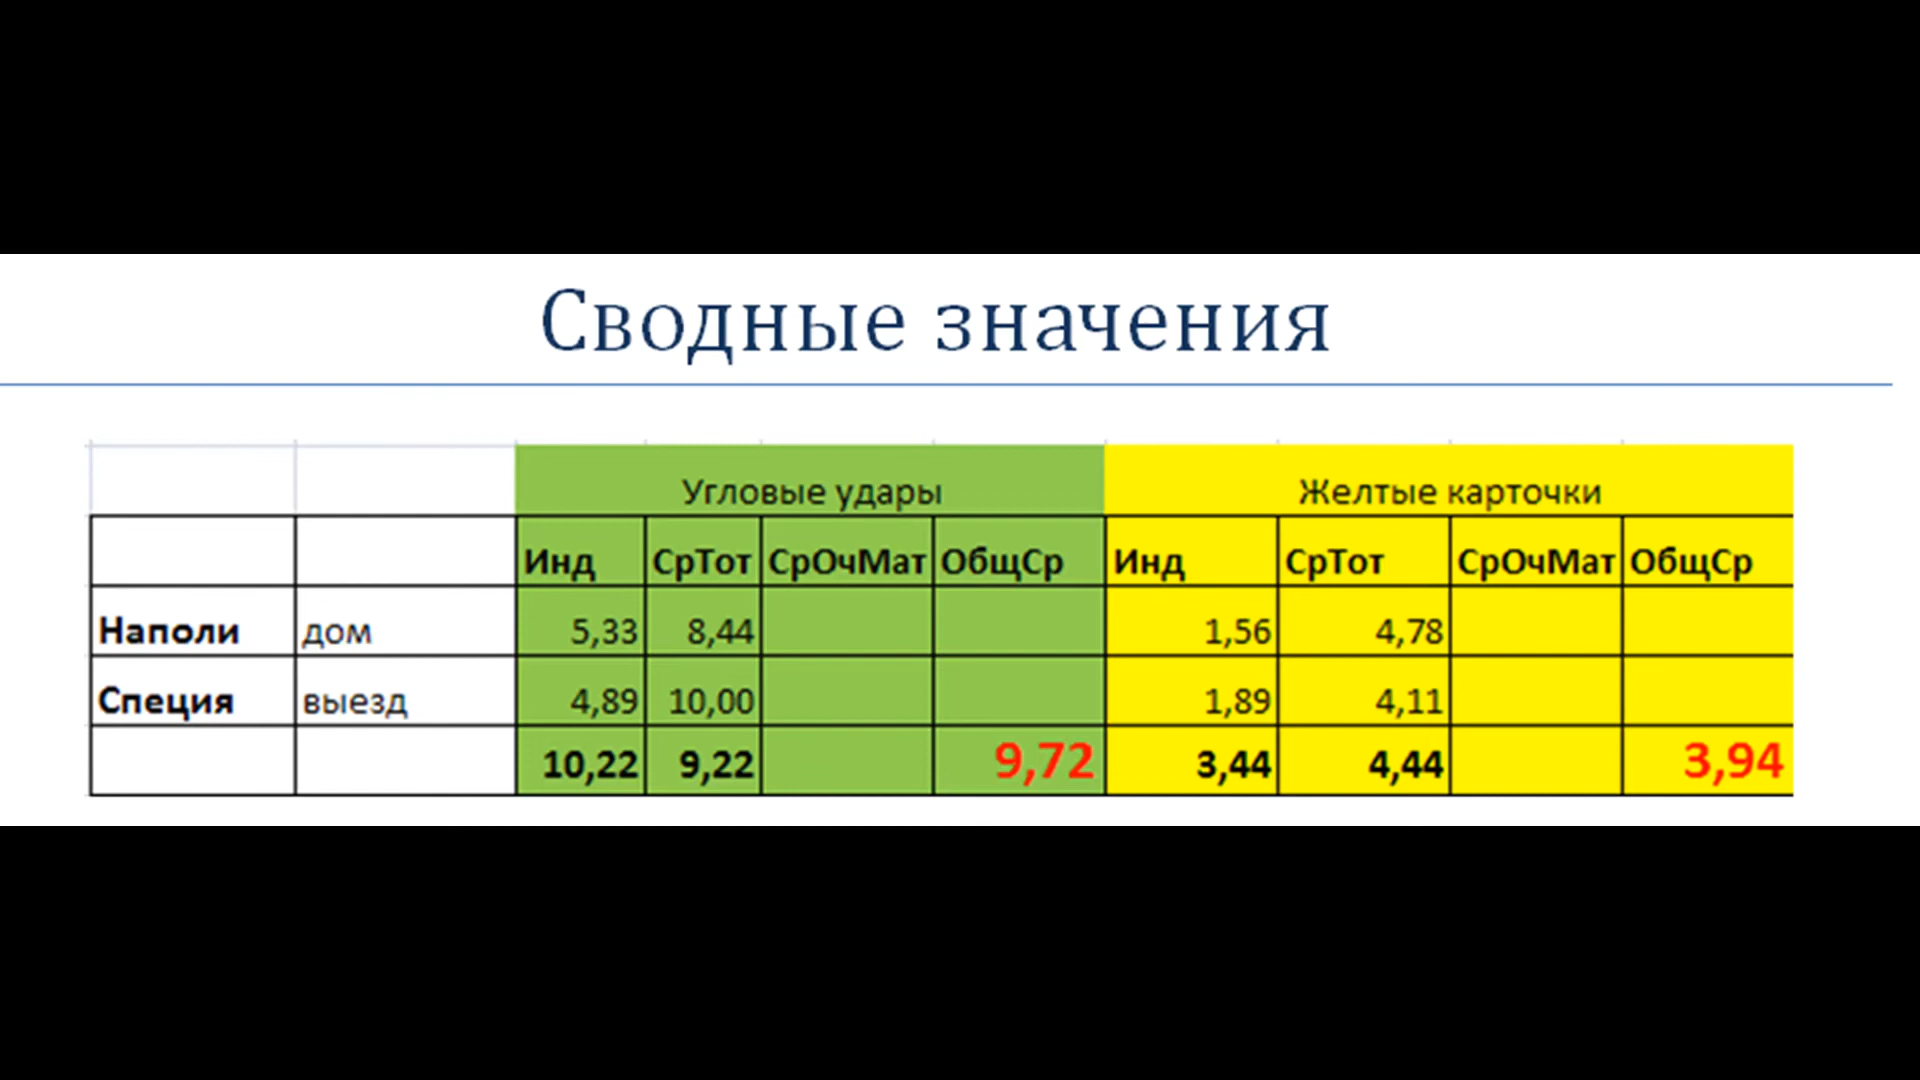 Сводные значения
Угловые удары Желтые карточки
Инд СрТот СрОчМат ОбщСр Инд СрТот СрОчМат ОбщСр
Наполи дом 5,33 8,44 1,56 4,78
Специя выезд 4,89 10,00 1,89 4,11
10,22 9,22 9,72 3,44 4,44 3,94